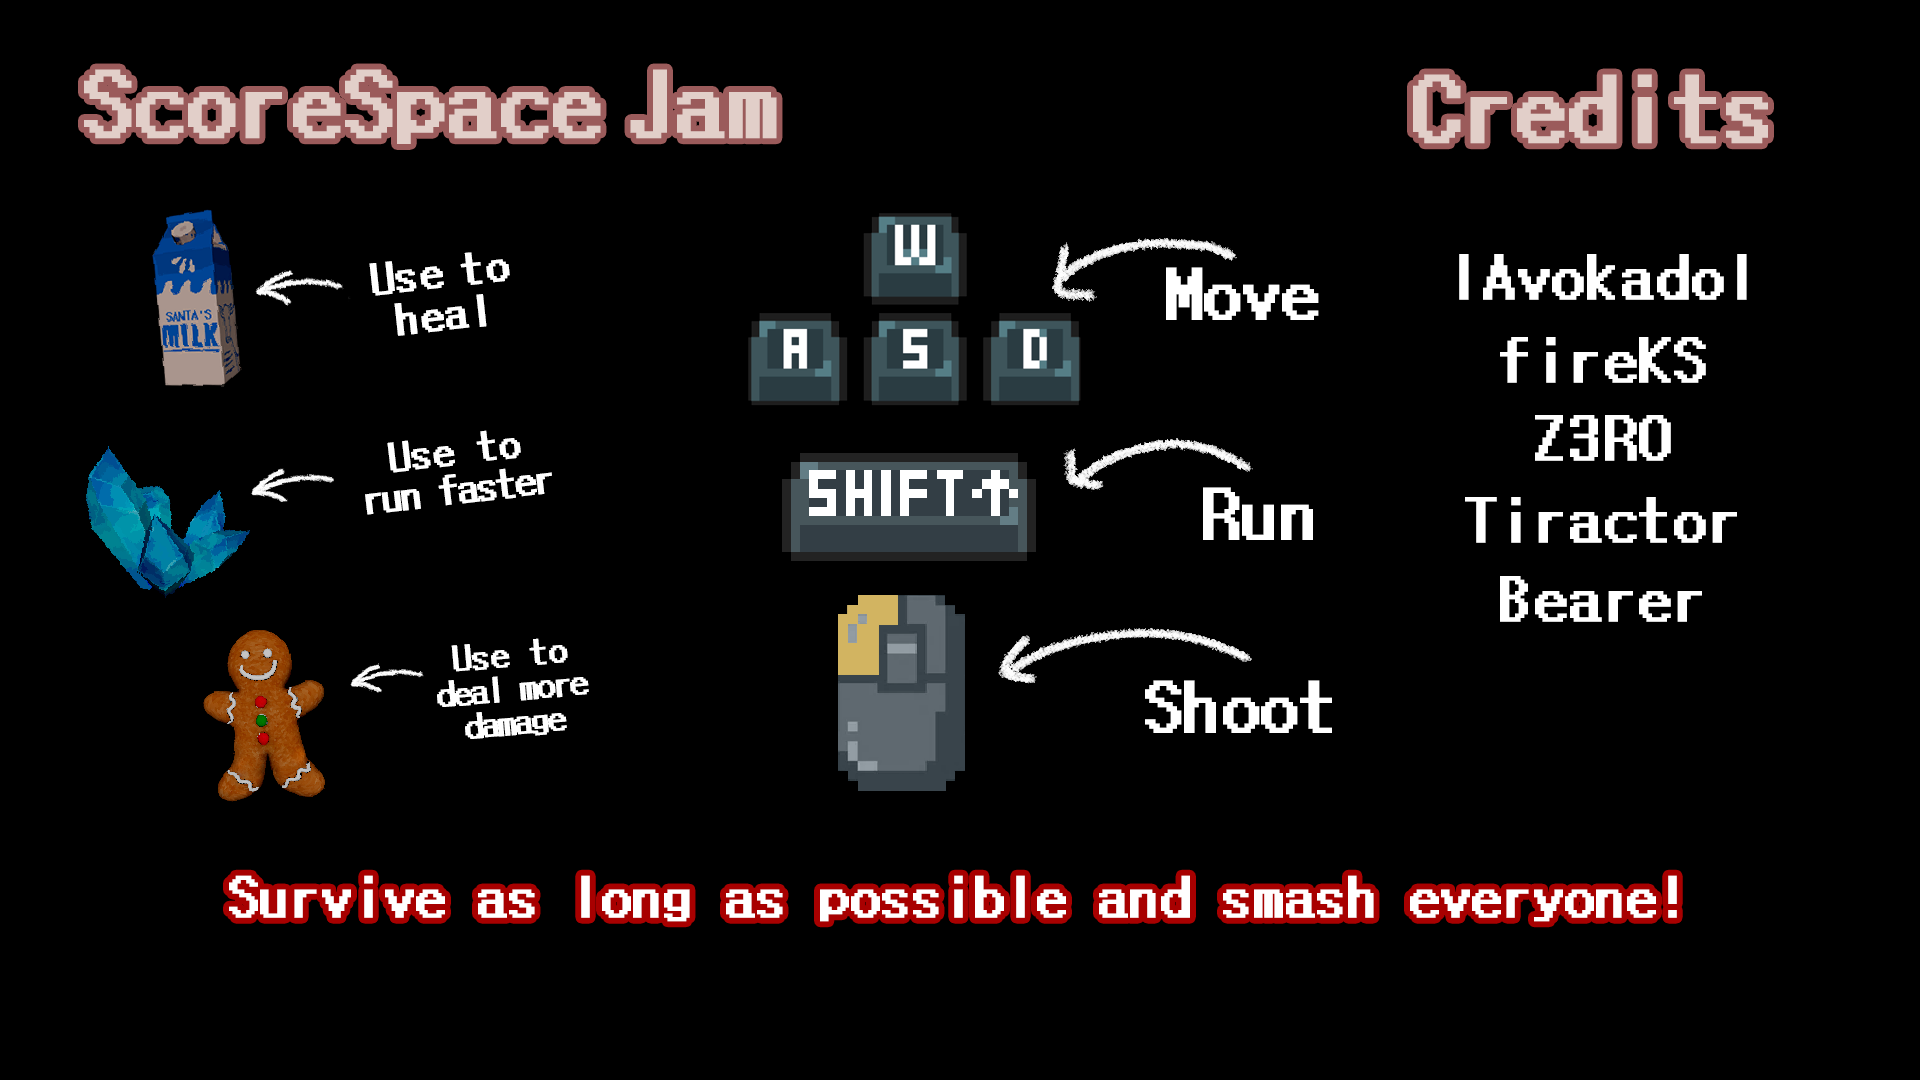 ScoreSpace Jam
SANTA'S
MILK
Use to
heal
Use to
run faster
Use to
deal more
damage
W
A S D
Move
SHIFT↑
Run
Shoot
Credits
lAvokadol
fireKS
Z3RO
Tiractor
Bearer
Survive as long as possible and smash everyone!